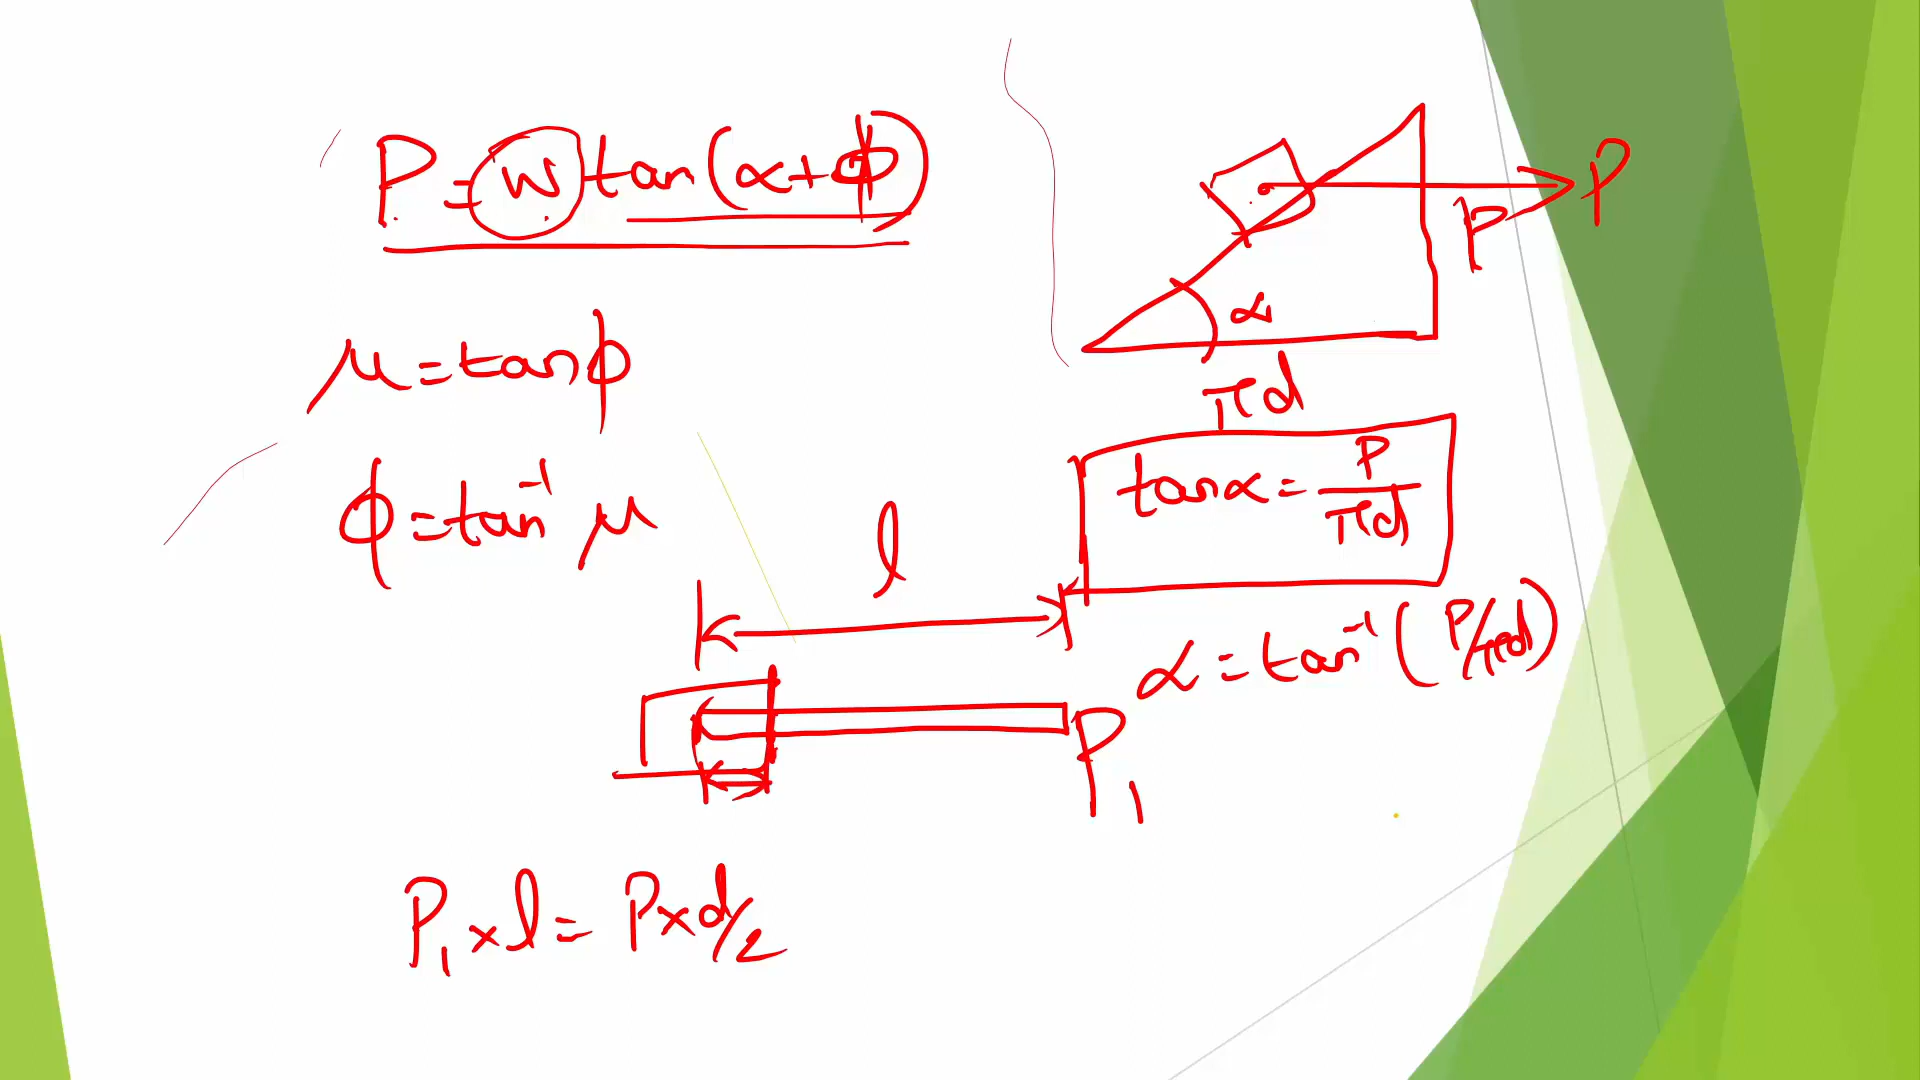 P = W tan(α+ϕ)
μ = tanϕ
ϕ = tan⁻¹ μ
P
p
α
πd
tanα = p/πd
α = tan⁻¹(p/πd)
l
P₁
P₁ × l = P × d/2